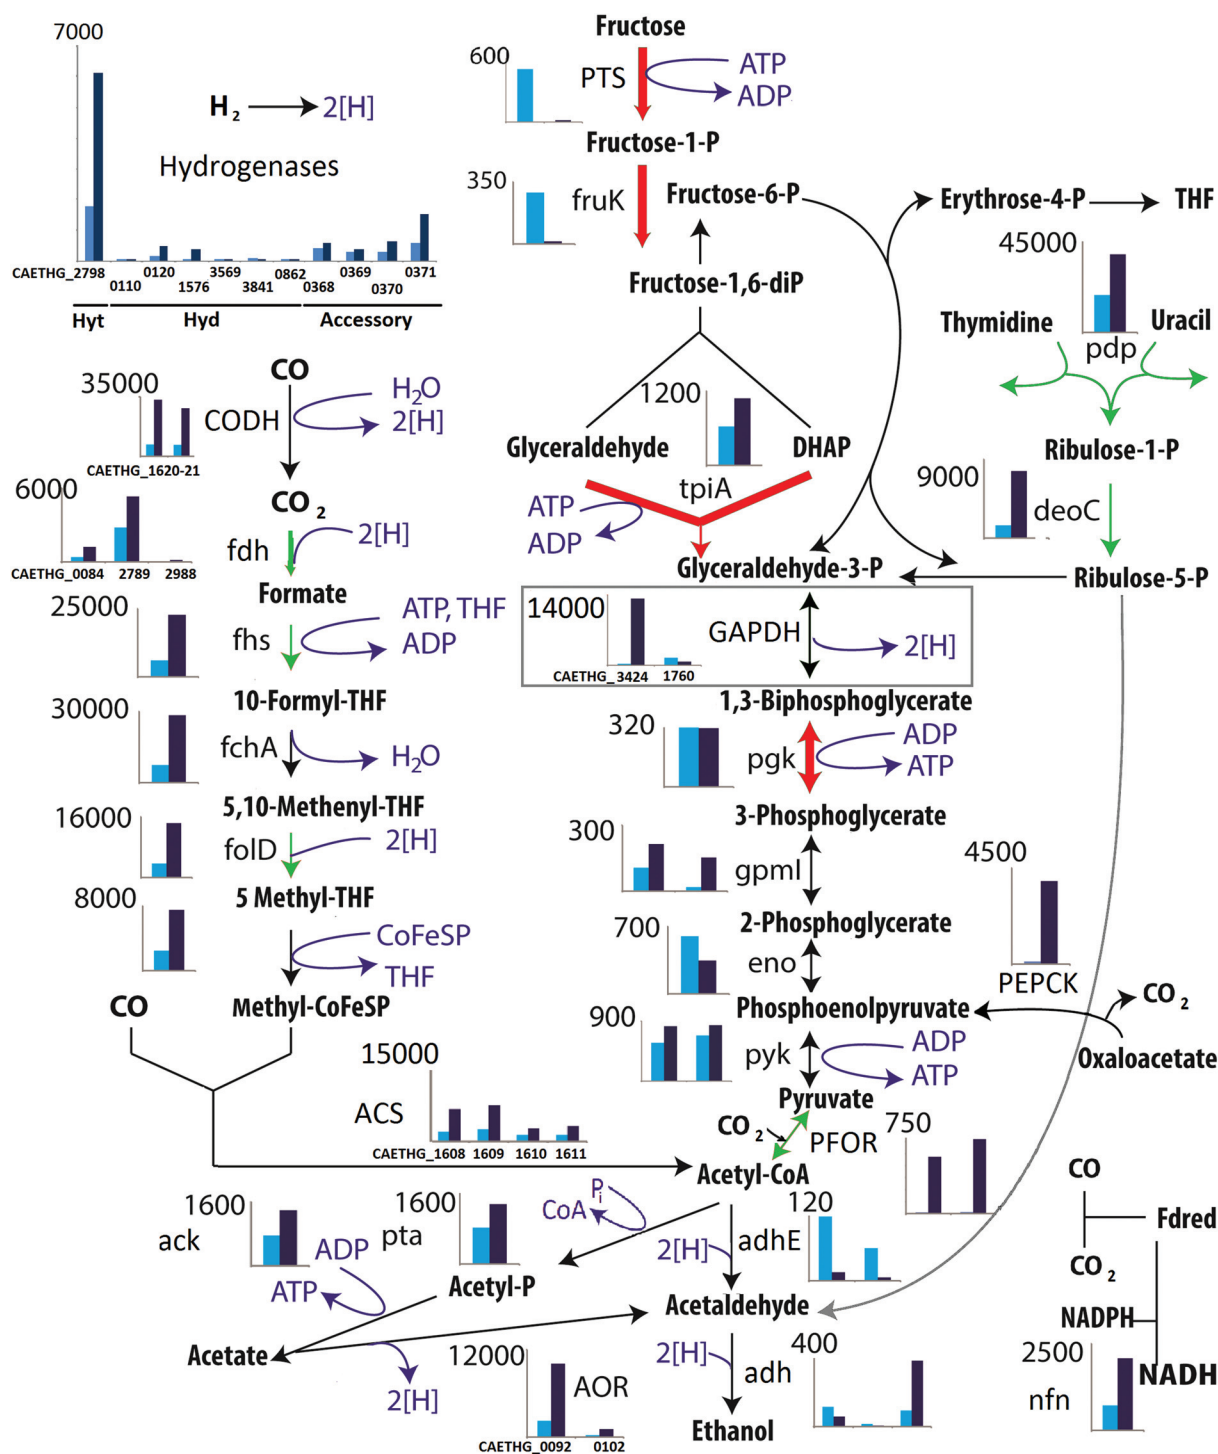 7000
H2 → 2[H]
Hydrogenases
CAETHG_2798
0110
0120
1576
3569
3841
0862
0368
0369
0370
0371
Hyt
Hyd
Accessory
CO
35000
CODH
H2O
2[H]
CAETHG_1620-21
6000
CO2
fdh
2[H]
CAETHG_0084
2789
2988
Formate
25000
fhs
ATP, THF
ADP
10-Formyl-THF
30000
fchA
H2O
5,10-Methenyl-THF
16000
folD
2[H]
5 Methyl-THF
8000
CoFeSP
THF
CO
Methyl-CoFeSP
15000
ACS
CAETHG_1608
1609
1610
1611
Fructose
600
PTS
ATP
ADP
Fructose-1-P
350
fruK
Fructose-6-P
Fructose-1,6-diP
1200
Glyceraldehyde
DHAP
tpiA
ATP
ADP
Glyceraldehyde-3-P
14000
GAPDH
2[H]
CAETHG_3424
1760
1,3-Biphosphoglycerate
320
pgk
ADP
ATP
3-Phosphoglycerate
300
gpmI
2-Phosphoglycerate
700
eno
Phosphoenolpyruvate
900
pyk
ADP
ATP
Pyruvate
CO2
PFOR
750
Acetyl-CoA
Erythrose-4-P
THF
45000
Thymidine
Uracil
pdp
Ribulose-1-P
9000
deoC
Ribulose-5-P
4500
PEPCK
CO2
Oxaloacetate
1600
ack
ADP
ATP
1600
pta
Pi
CoA
Acetyl-P
120
2[H]
adhE
Acetaldehyde
Acetate
2[H]
12000
AOR
CAETHG_0092
0102
2[H]
adh
400
Ethanol
CO
Fdred
CO2
NADPH
2500
NADH
nfn